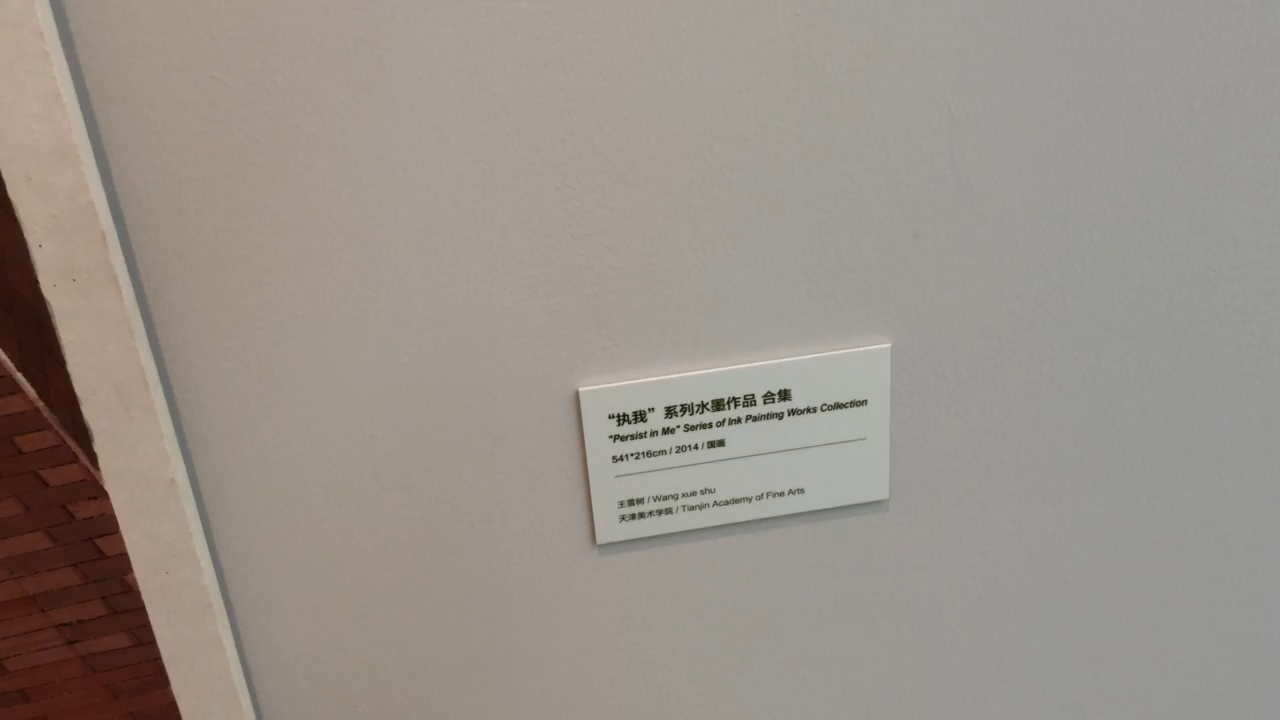 “执我”系列水墨作品 合集
"Persist in Me" Series of Ink Painting Works Collection
541*216cm / 2014 / 国画
王雪树 / Wang xue shu
天津美术学院 / Tianjin Academy of Fine Arts